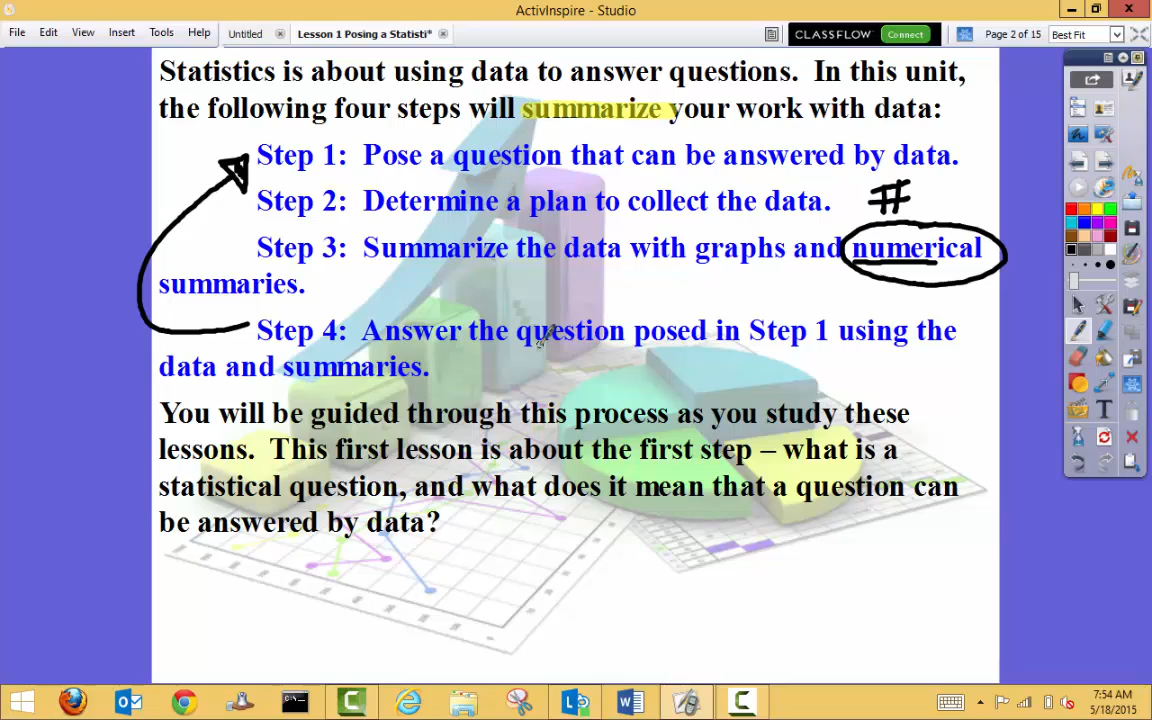 ActivInspire - Studio
File Edit View Insert Tools Help Untitled Lesson 1 Posing a Statisti* CLASSFLOW Connect Page 2 of 15 Best Fit
Statistics is about using data to answer questions. In this unit,
the following four steps will summarize your work with data:
Step 1: Pose a question that can be answered by data.
Step 2: Determine a plan to collect the data. #
Step 3: Summarize the data with graphs and numerical
summaries.
Step 4: Answer the question posed in Step 1 using the
data and summaries.
You will be guided through this process as you study these
lessons. This first lesson is about the first step – what is a
statistical question, and what does it mean that a question can
be answered by data?
7:54 AM
5/18/2015